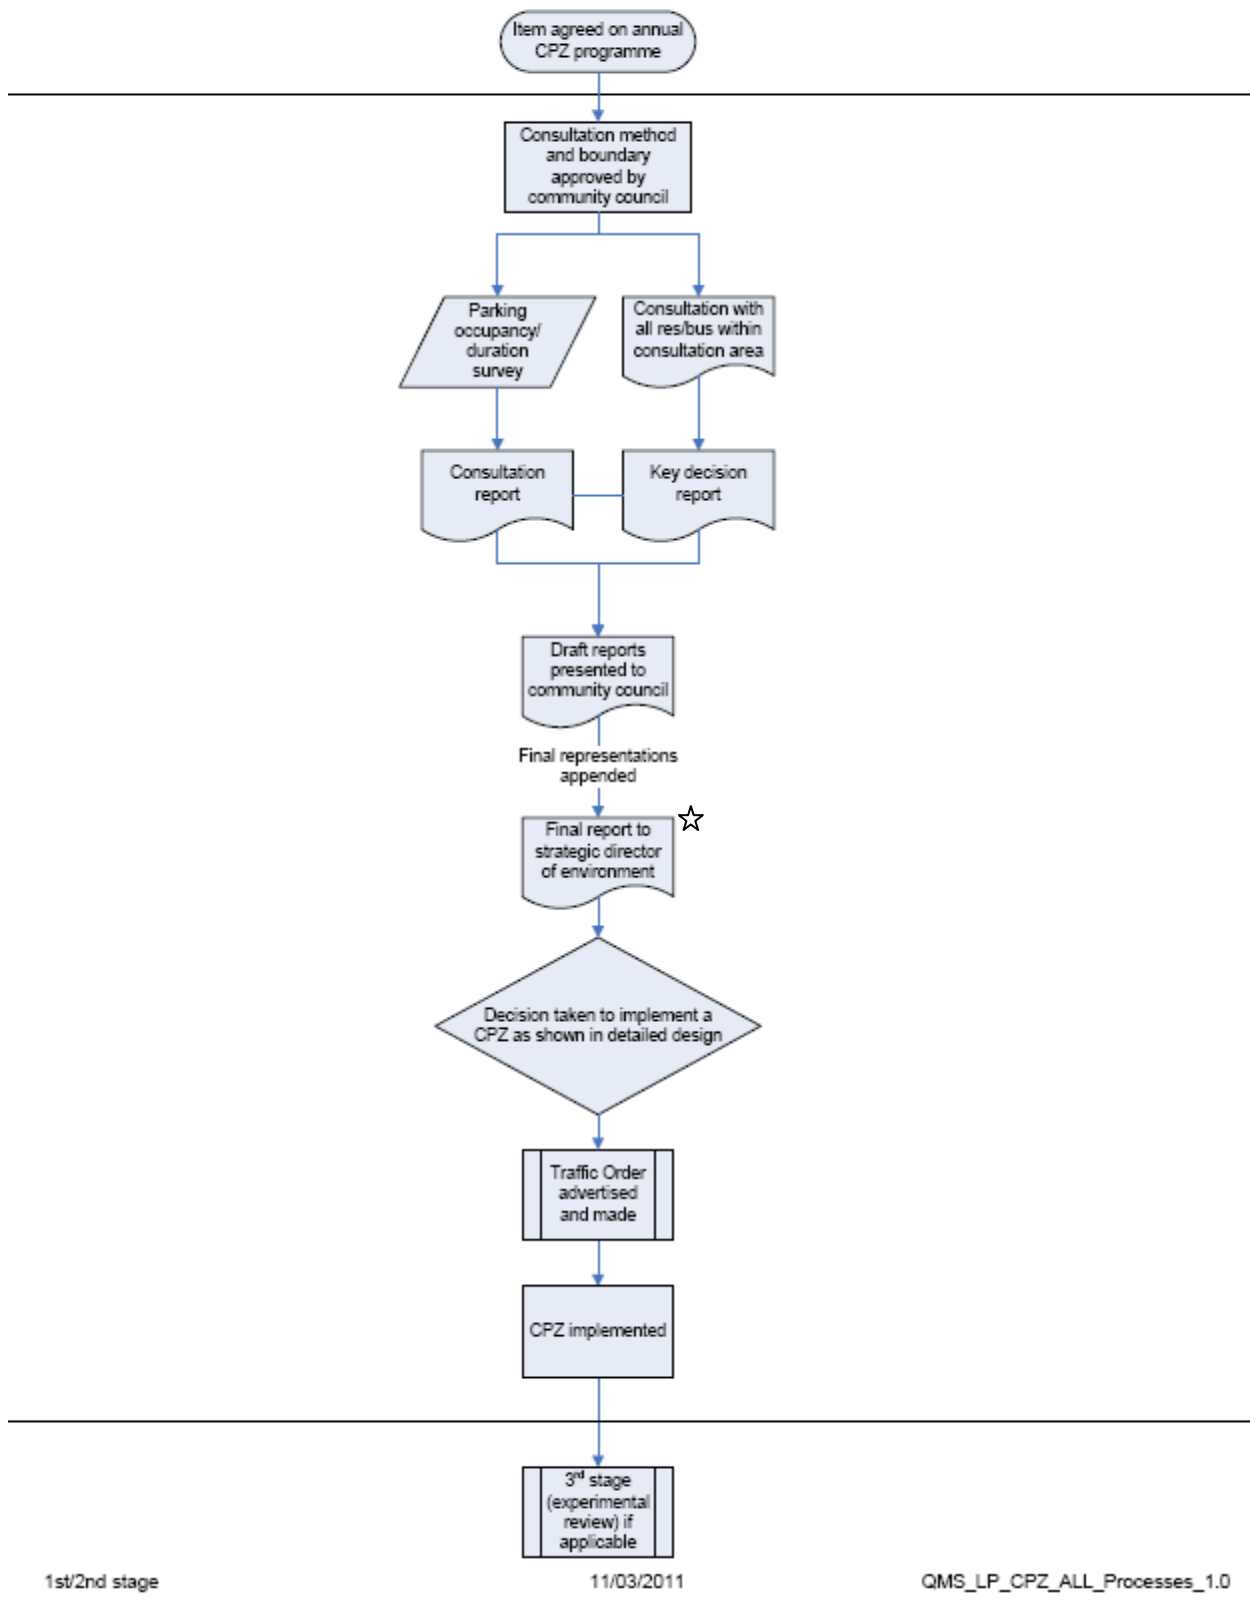 Item agreed on annual
CPZ programme
Consultation method
and boundary
approved by
community council
Parking
occupancy/
duration
survey
Consultation with
all res/bus within
consultation area
Consultation
report
Key decision
report
Draft reports
presented to
community council
Final representations
appended
Final report to
strategic director
of environment
Decision taken to implement a
CPZ as shown in detailed design
Traffic Order
advertised
and made
CPZ implemented
3rd stage
(experimental
review) if
applicable
1st/2nd stage
11/03/2011
QMS_LP_CPZ_ALL_Processes_1.0